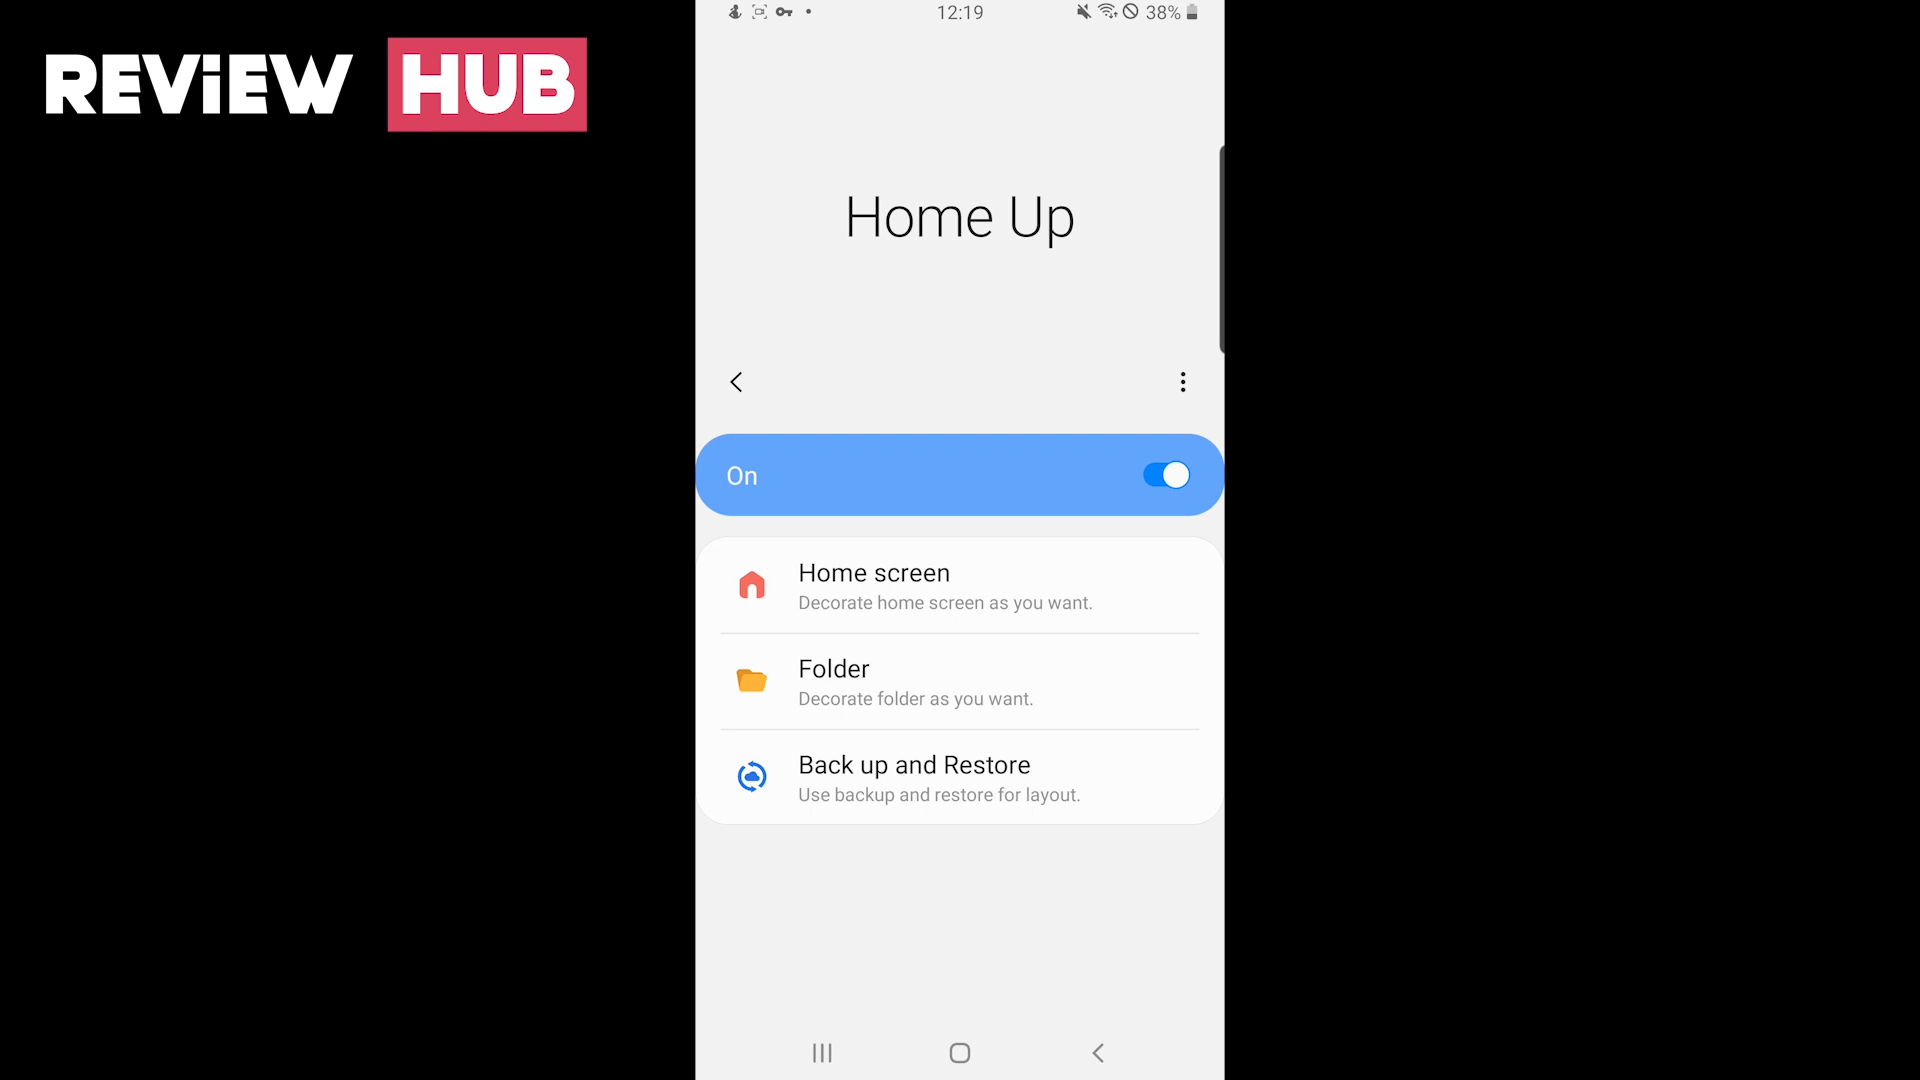 REViEW HUB
12:19
38%
Home Up
On
Home screen
Decorate home screen as you want.
Folder
Decorate folder as you want.
Back up and Restore
Use backup and restore for layout.